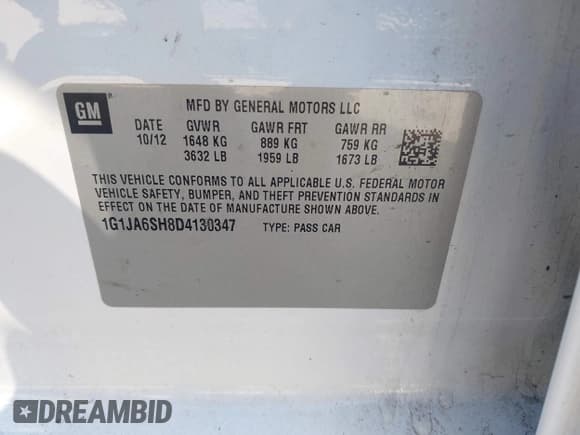 GM
MFD BY GENERAL MOTORS LLC
DATE GVWR GAWR FRT GAWR RR
10/12 1648 KG 889 KG 759 KG
3632 LB 1959 LB 1673 LB
THIS VEHICLE CONFORMS TO ALL APPLICABLE U.S. FEDERAL MOTOR
VEHICLE SAFETY, BUMPER, AND THEFT PREVENTION STANDARDS IN
EFFECT ON THE DATE OF MANUFACTURE SHOWN ABOVE.
1G1JA6SH8D4130347 TYPE: PASS CAR
DREAMBID